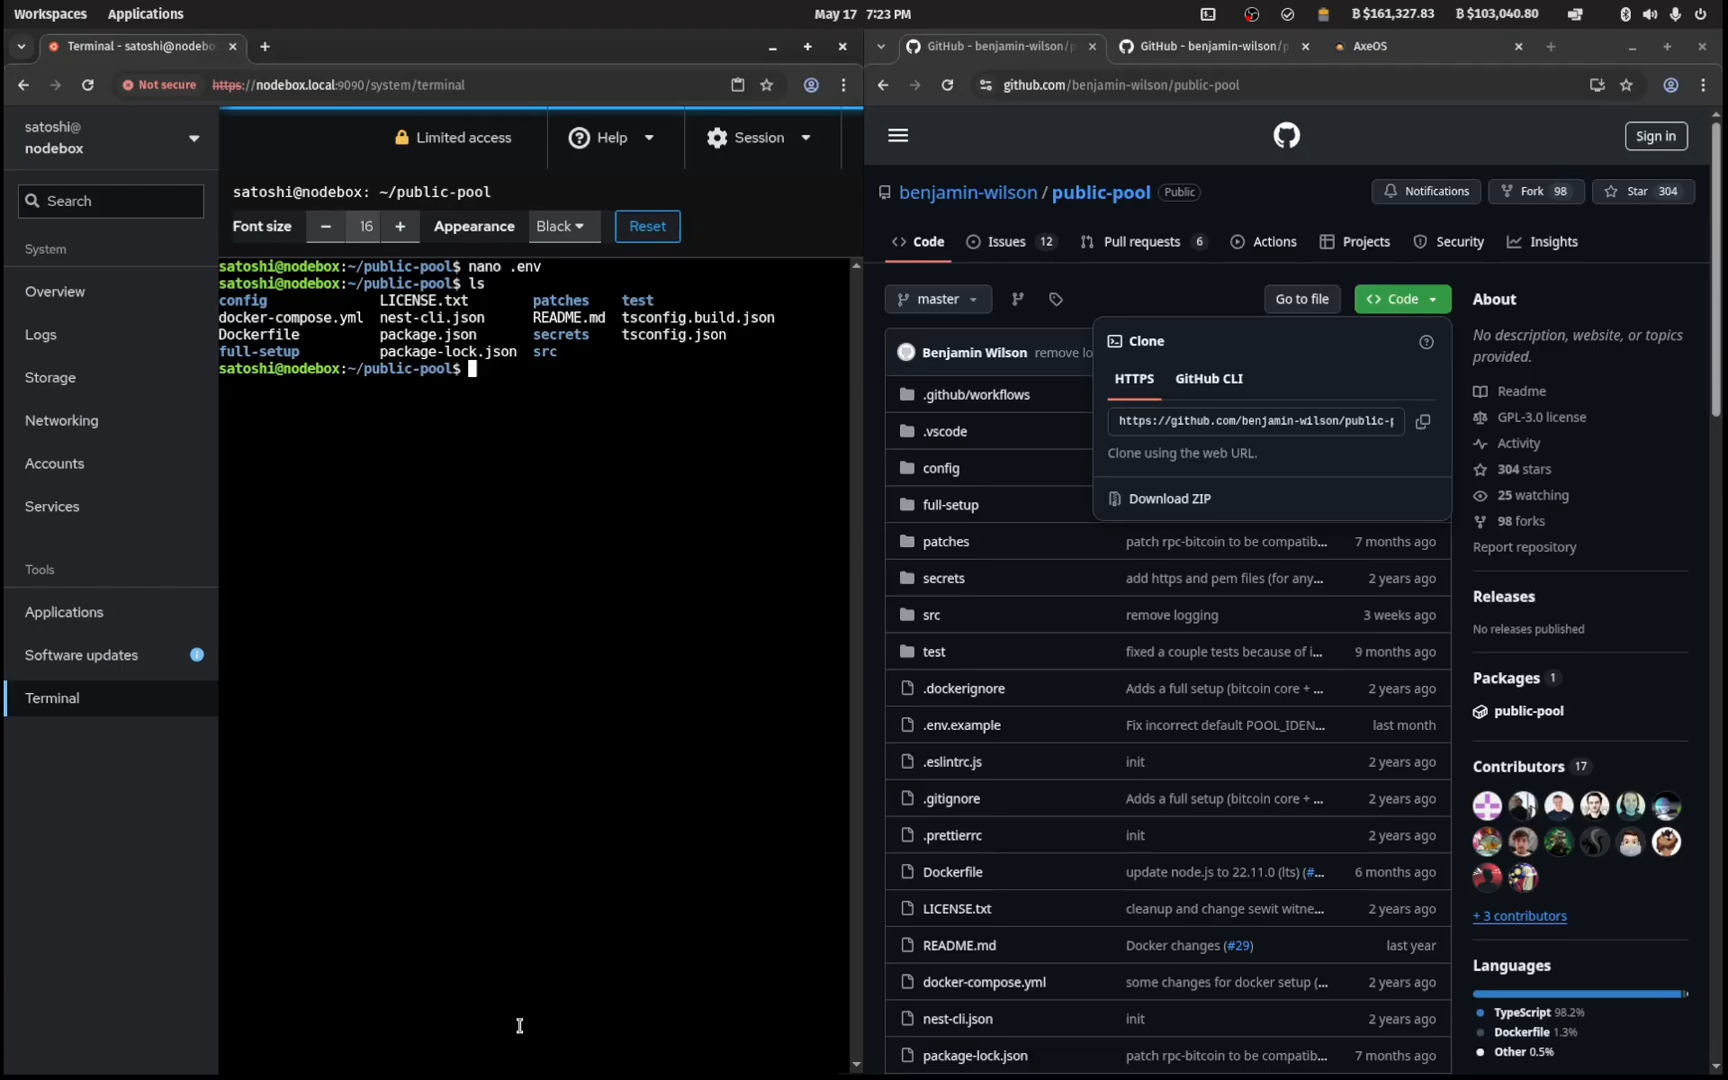 Workspaces Applications May 17 7:23 PM ₿ $161,327.83 ₿ $103,040.80
Terminal - satoshi@nodebo
Not secure https://nodebox.local:9090/system/terminal
satoshi@
nodebox
Limited access Help Session
Search
satoshi@nodebox: ~/public-pool
Font size − 16 + Appearance Black Reset
System
Overview
Logs
Storage
Networking
Accounts
Services
Tools
Applications
Software updates
Terminal
satoshi@nodebox:~/public-pool$ nano .env
satoshi@nodebox:~/public-pool$ ls
config LICENSE.txt patches test
docker-compose.yml nest-cli.json README.md tsconfig.build.json
Dockerfile package.json secrets tsconfig.json
full-setup package-lock.json src
satoshi@nodebox:~/public-pool$
GitHub - benjamin-wilson/p GitHub - benjamin-wilson/p AxeOS
github.com/benjamin-wilson/public-pool
Sign in
benjamin-wilson / public-pool Public
Notifications Fork 98 Star 304
Code Issues 12 Pull requests 6 Actions Projects Security Insights
master Go to file Code
Clone
HTTPS GitHub CLI
https://github.com/benjamin-wilson/public-p
Clone using the web URL.
Download ZIP
Benjamin Wilson remove lo
.github/workflows
.vscode
config
full-setup
patches patch rpc-bitcoin to be compatib... 7 months ago
secrets add https and pem files (for any... 2 years ago
src remove logging 3 weeks ago
test fixed a couple tests because of i... 9 months ago
.dockerignore Adds a full setup (bitcoin core + ... 2 years ago
.env.example Fix incorrect default POOL_IDEN... last month
.eslintrc.js init 2 years ago
.gitignore Adds a full setup (bitcoin core + ... 2 years ago
.prettierrc init 2 years ago
Dockerfile update node.js to 22.11.0 (lts) (#... 6 months ago
LICENSE.txt cleanup and change sewit witne... 2 years ago
README.md Docker changes (#29) last year
docker-compose.yml some changes for docker setup (... 2 years ago
nest-cli.json init 2 years ago
package-lock.json patch rpc-bitcoin to be compatib... 7 months ago
About
No description, website, or topics
provided.
Readme
GPL-3.0 license
Activity
304 stars
25 watching
98 forks
Report repository
Releases
No releases published
Packages 1
public-pool
Contributors 17
+ 3 contributors
Languages
TypeScript 98.2%
Dockerfile 1.3%
Other 0.5%